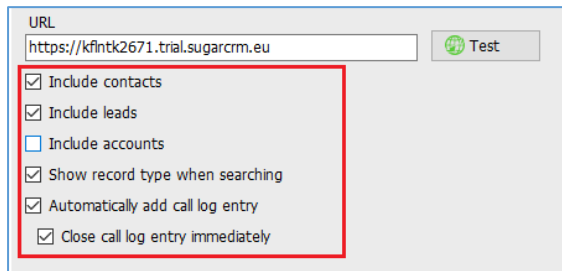 URL
https://kflntk2671.trial.sugarcrm.eu
Test
Include contacts
Include leads
Include accounts
Show record type when searching
Automatically add call log entry
Close call log entry immediately